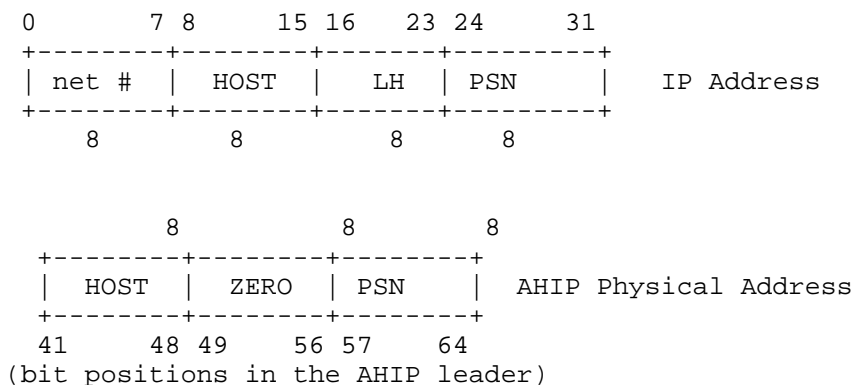 0        7 8      15 16    23 24      31
+--------+--------+-------+---------+
| net #  |  HOST  |   LH  | PSN     |   IP Address
+--------+--------+-------+---------+
    8        8        8      8
        8          8        8
+--------+--------+--------+
|  HOST  |  ZERO  | PSN    |  AHIP Physical Address
+--------+--------+--------+
41     48 49    56 57   64
(bit positions in the AHIP leader)